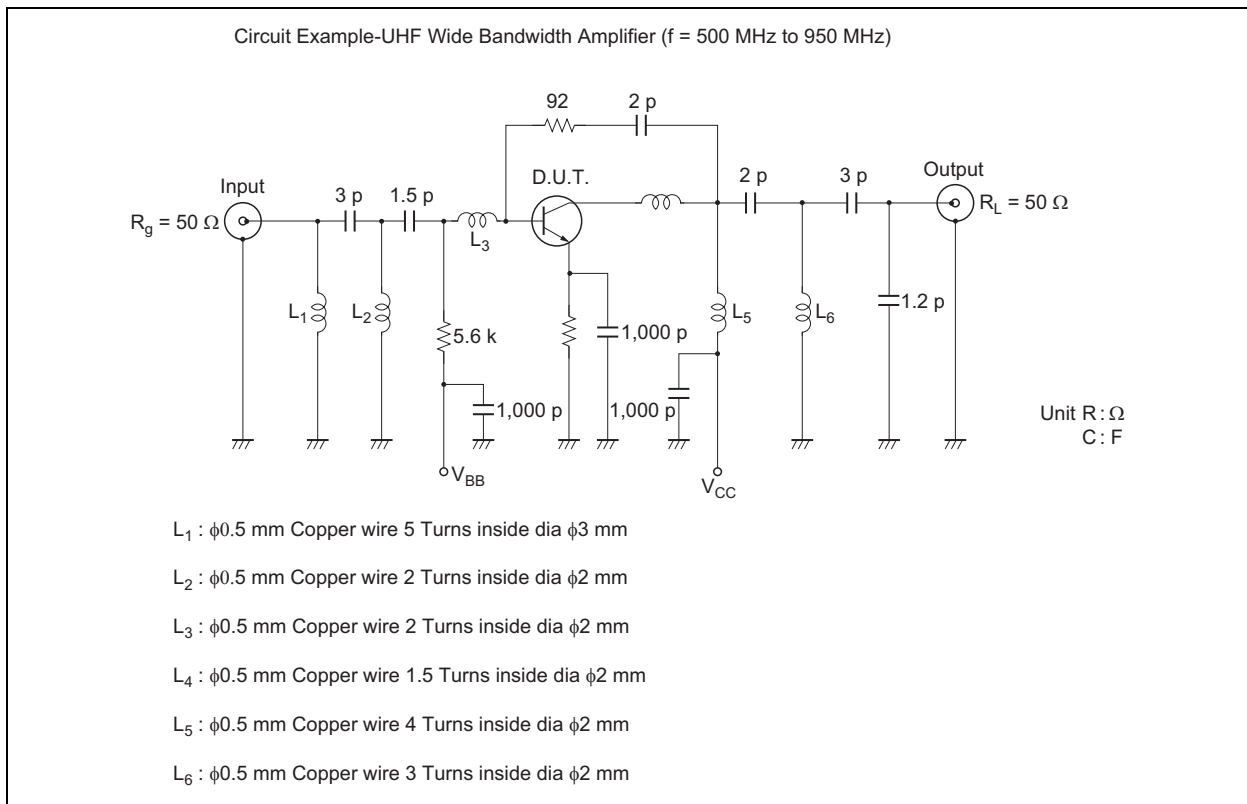 Circuit Example-UHF Wide Bandwidth Amplifier (f = 500 MHz to 950 MHz)
92
2 p
Input
3 p
1.5 p
D.U.T.
2 p
3 p
Output
R_g = 50 Ω
R_L = 50 Ω
L_3
L_1
L_2
5.6 k
1,000 p
L_5
L_6
1.2 p
1,000 p
1,000 p
Unit R : Ω
C : F
V_BB
V_CC
L_1 : ϕ0.5 mm Copper wire 5 Turns inside dia ϕ3 mm
L_2 : ϕ0.5 mm Copper wire 2 Turns inside dia ϕ2 mm
L_3 : ϕ0.5 mm Copper wire 2 Turns inside dia ϕ2 mm
L_4 : ϕ0.5 mm Copper wire 1.5 Turns inside dia ϕ2 mm
L_5 : ϕ0.5 mm Copper wire 4 Turns inside dia ϕ2 mm
L_6 : ϕ0.5 mm Copper wire 3 Turns inside dia ϕ2 mm